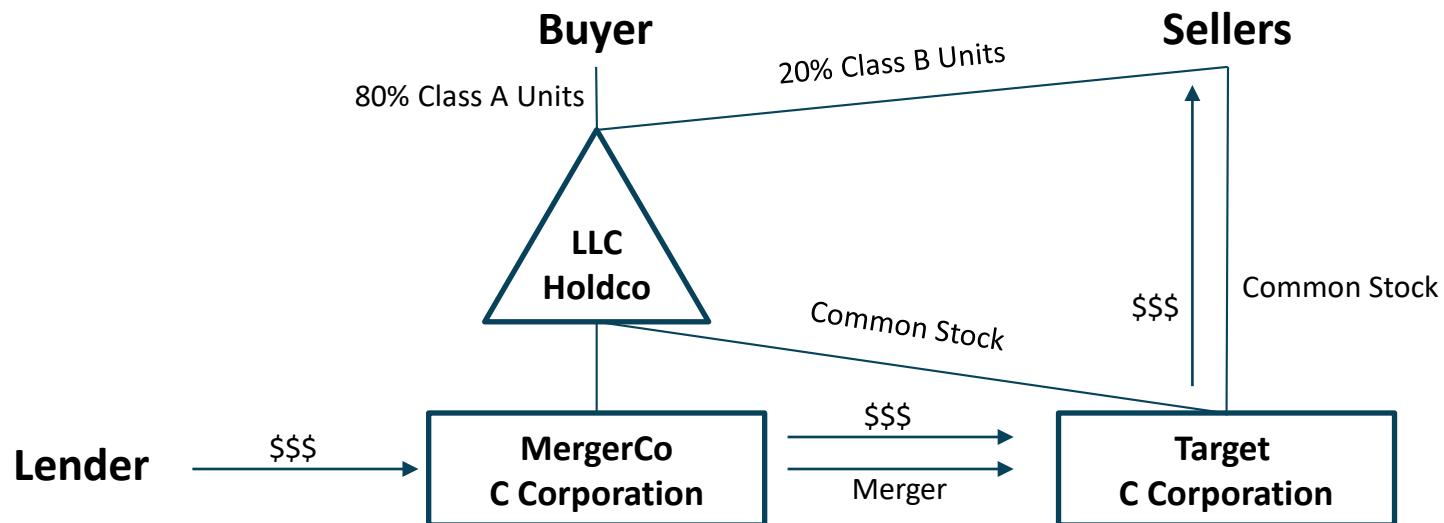 Buyer
Sellers
20% Class B Units
80% Class A Units
LLC
Holdco
Common Stock
$$$
Common Stock
Lender
$$$
MergerCo
C Corporation
$$$
Merger
Target
C Corporation